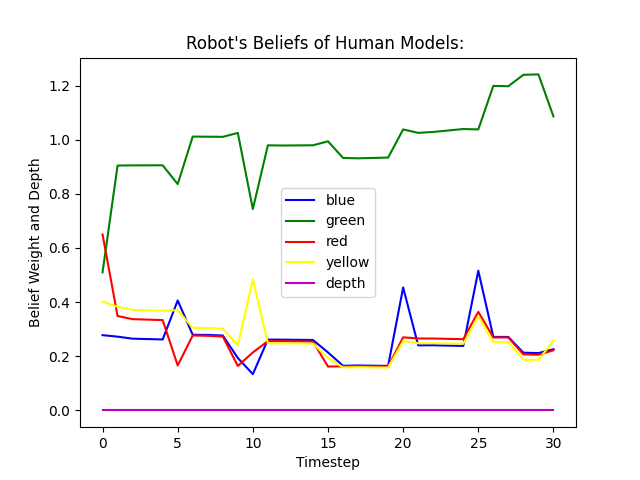 Robot's Beliefs of Human Models:
Belief Weight and Depth
1.2
1.0
0.8
0.6
0.4
0.2
0.0
blue
green
red
yellow
depth
0 5 10 15 20 25 30
Timestep